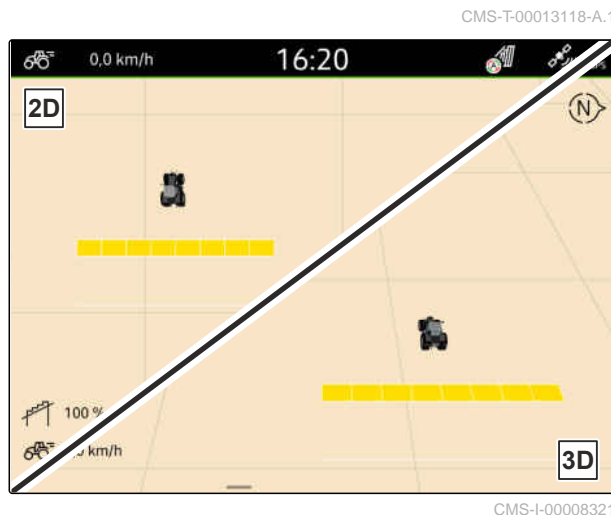 CMS-T-00013118-A.1
0,0 km/h 16:20
2D
N
100 %
km/h
3D
CMS-I-00008321